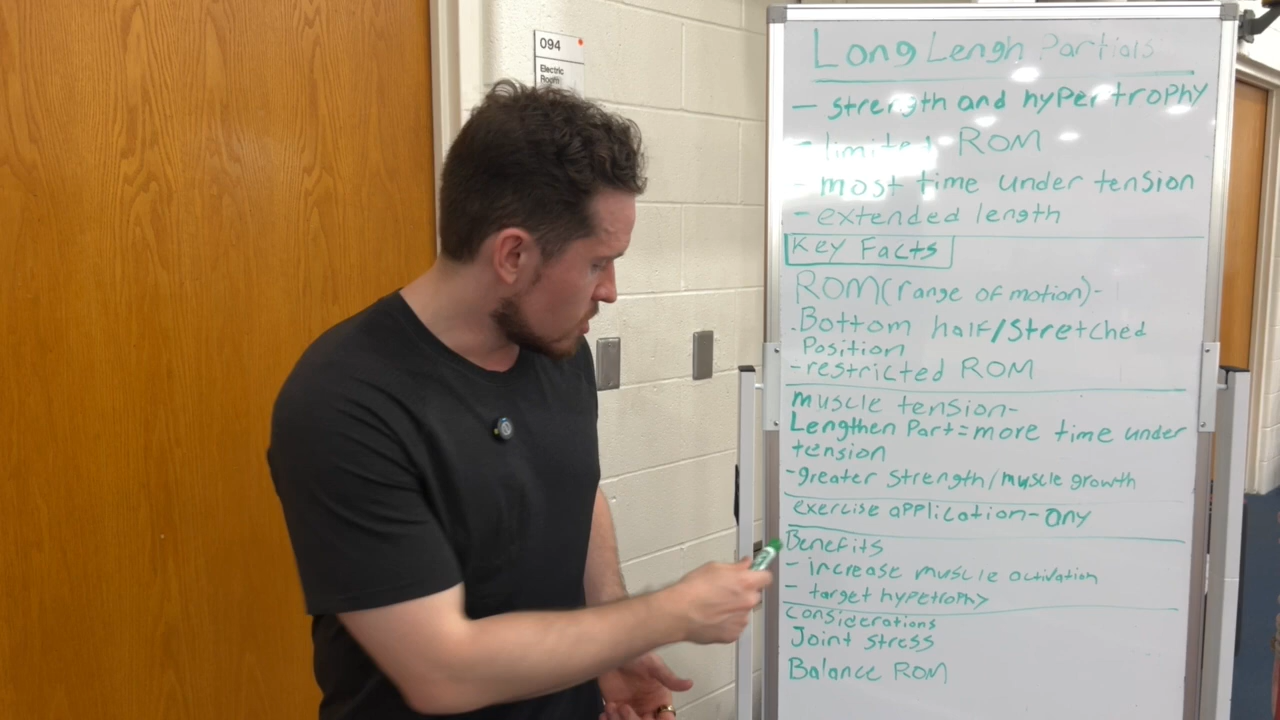 094
Electric
Room
Long Lengh Partials
- strength and hypertrophy
- limited ROM
- most time under tension
- extended length
Key Facts
ROM(range of motion)-
.Bottom half/Stretched
Position
-restricted ROM
muscle tension-
Lengthen Part=more time under
tension
-greater strength/muscle growth
exercise application-any
Benefits
- increase muscle activation
- target hypetrophy
Considerations
Joint stress
Balance ROM